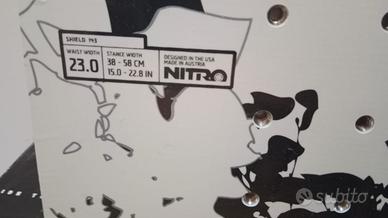 SHIELD 143
WAIST WIDTH
23.0
STANCE WIDTH
38 - 58 CM
15.0 - 22.8 IN
DESIGNED IN THE USA
MADE IN AUSTRIA
NITRO
subito